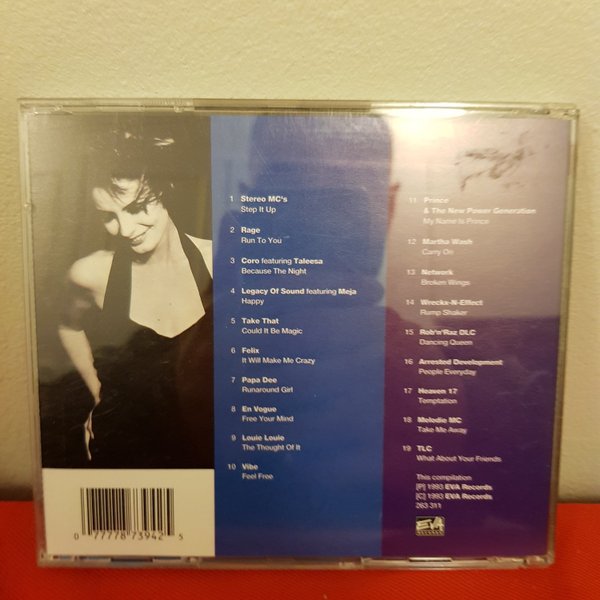 1 Stereo MC's
Step It Up
2 Rage
Run To You
3 Coro featuring Taleesa
Because The Night
4 Legacy Of Sound featuring Meja
Happy
5 Take That
Could It Be Magic
6 Felix
It Will Make Me Crazy
7 Papa Dee
Runaround Girl
8 En Vogue
Free Your Mind
9 Louie Louie
The Thought Of It
10 Vibe
Feel Free
11 Prince
& The New Power Generation
My Name Is Prince
12 Martha Wash
Carry On
13 Network
Broken Wings
14 Wreckx-N-Effect
Rump Shaker
15 Rob'n'Raz DLC
Dancing Queen
16 Arrested Development
People Everyday
17 Heaven 17
Temptation
18 Melodie MC
Take Me Away
19 TLC
What About Your Friends
This compilation
[P] 1993 EVA Records
[C] 1993 EVA Records
263 311
EVA
0 77778 73942 5